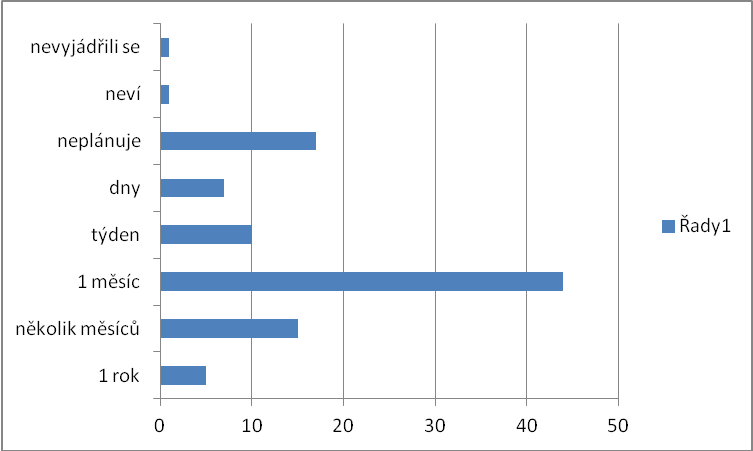 nevyjádřili se
neví
neplánuje
dny
týden
1 měsíc
několik měsíců
1 rok
0 10 20 30 40 50
Řady1